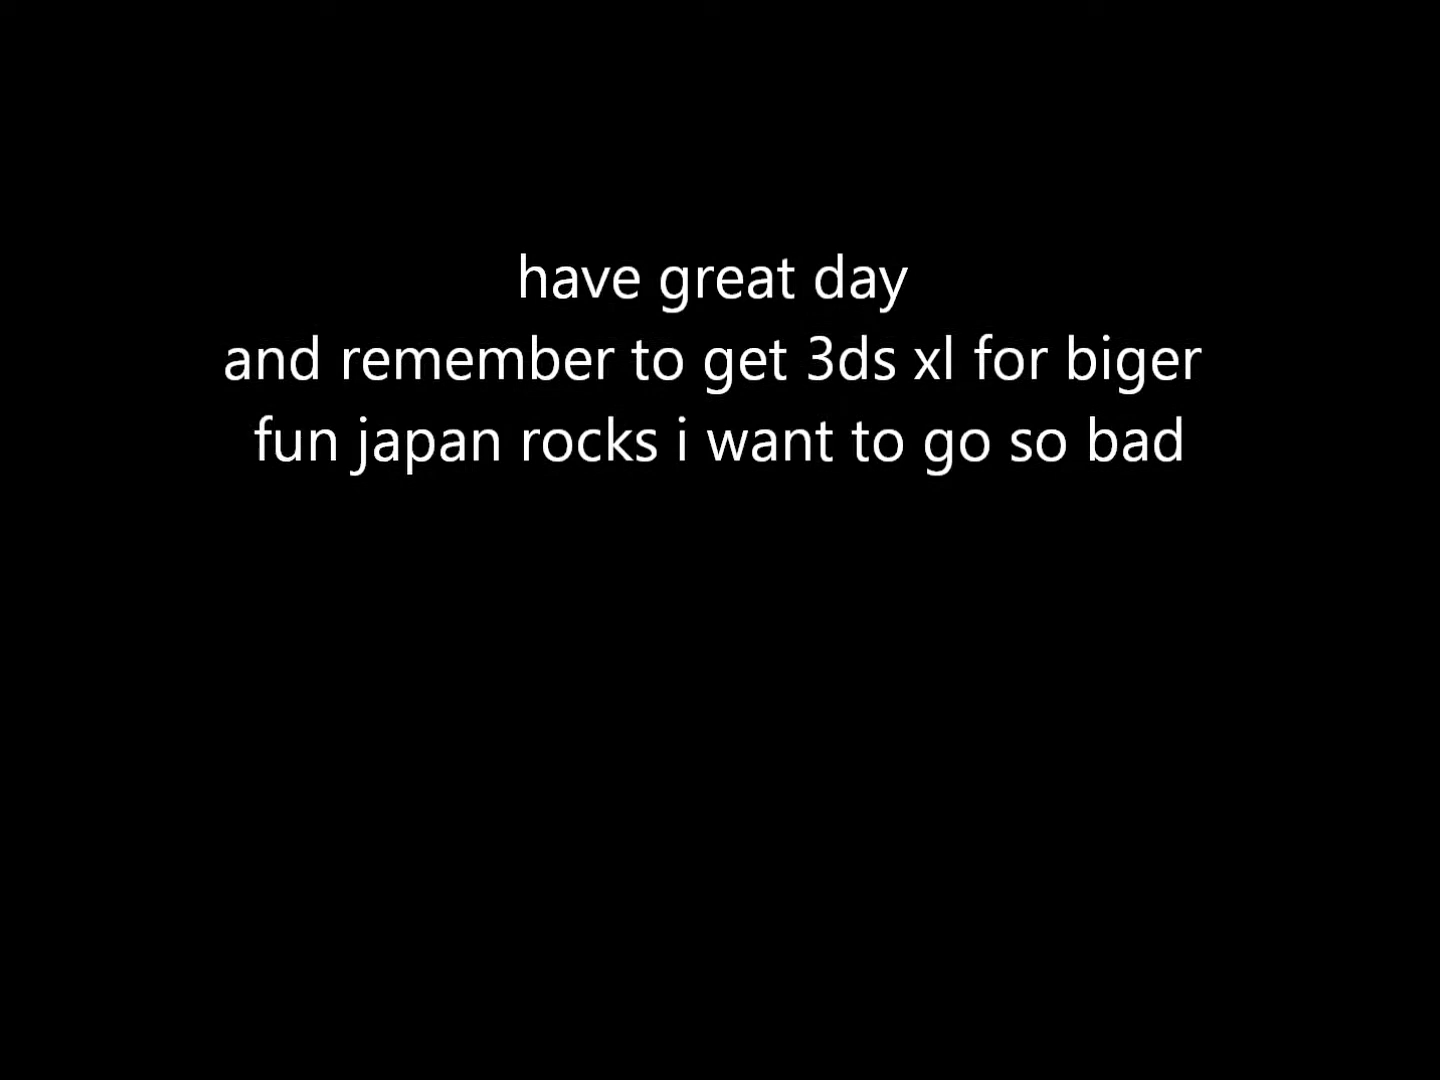 have great day
and remember to get 3ds xl for biger
fun japan rocks i want to go so bad